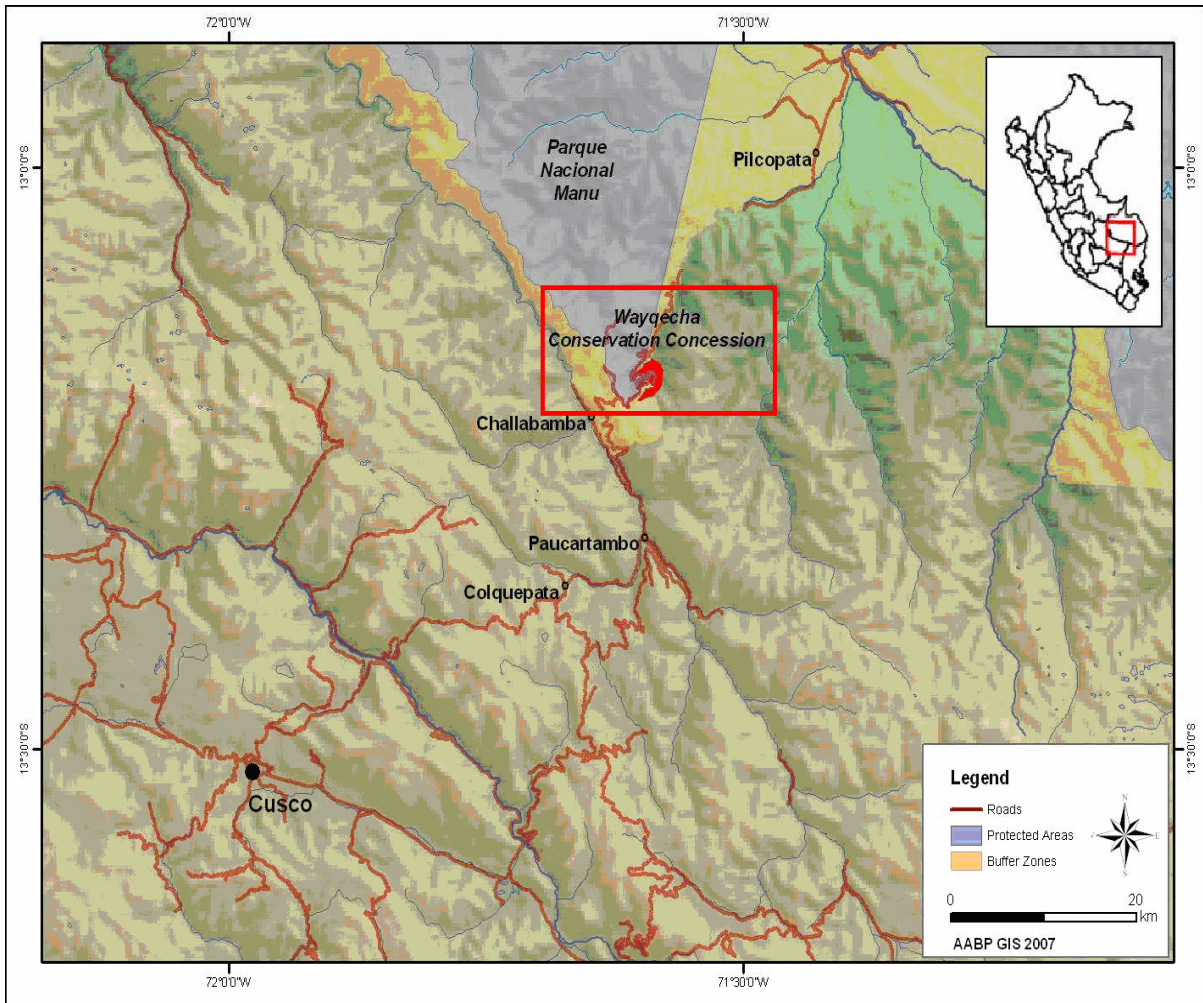 72°0'0"W
71°30'0"W
13°0'0"S
13°0'0"S
Parque
Nacional
Manu
Pilcopata
Wayqecha
Conservation Concession
Challabamba
Paucartambo
Colquepata
13°30'0"S
13°30'0"S
Cusco
Legend
Roads
Protected Areas
Buffer Zones
N
E
S
0
20
km
AABP GIS 2007
72°0'0"W
71°30'0"W